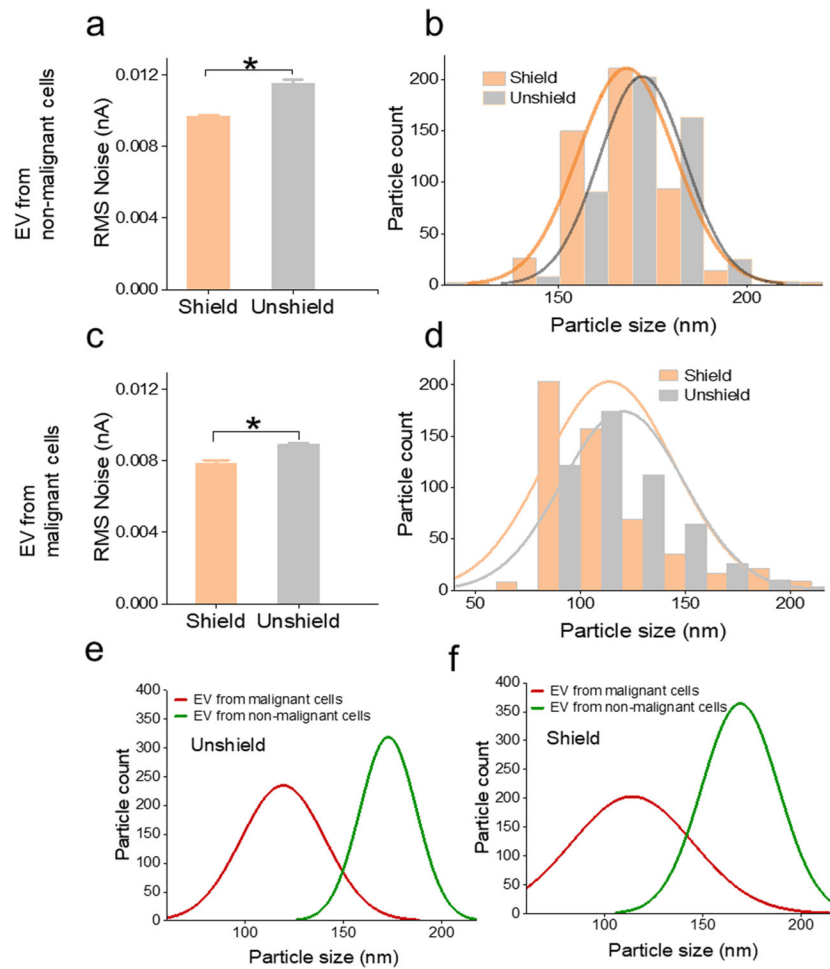 a
b
EV from
non-malignant cells
RMS Noise (nA)
0.012
0.008
0.004
0.000
*
Shield Unshield
Particle count
200
150
100
50
0
Shield
Unshield
150 200
Particle size (nm)
c
d
EV from
malignant cells
RMS Noise (nA)
0.012
0.008
0.004
0.000
*
Shield Unshield
Particle count
200
150
100
50
0
Shield
Unshield
50 100 150 200
Particle size (nm)
e
f
Particle count
400
350
300
250
200
150
100
50
0
EV from malignant cells
EV from non-malignant cells
Unshield
100 150 200
Particle size (nm)
Particle count
400
350
300
250
200
150
100
50
0
EV from malignant cells
EV from non-malignant cells
Shield
100 150 200
Particle size (nm)